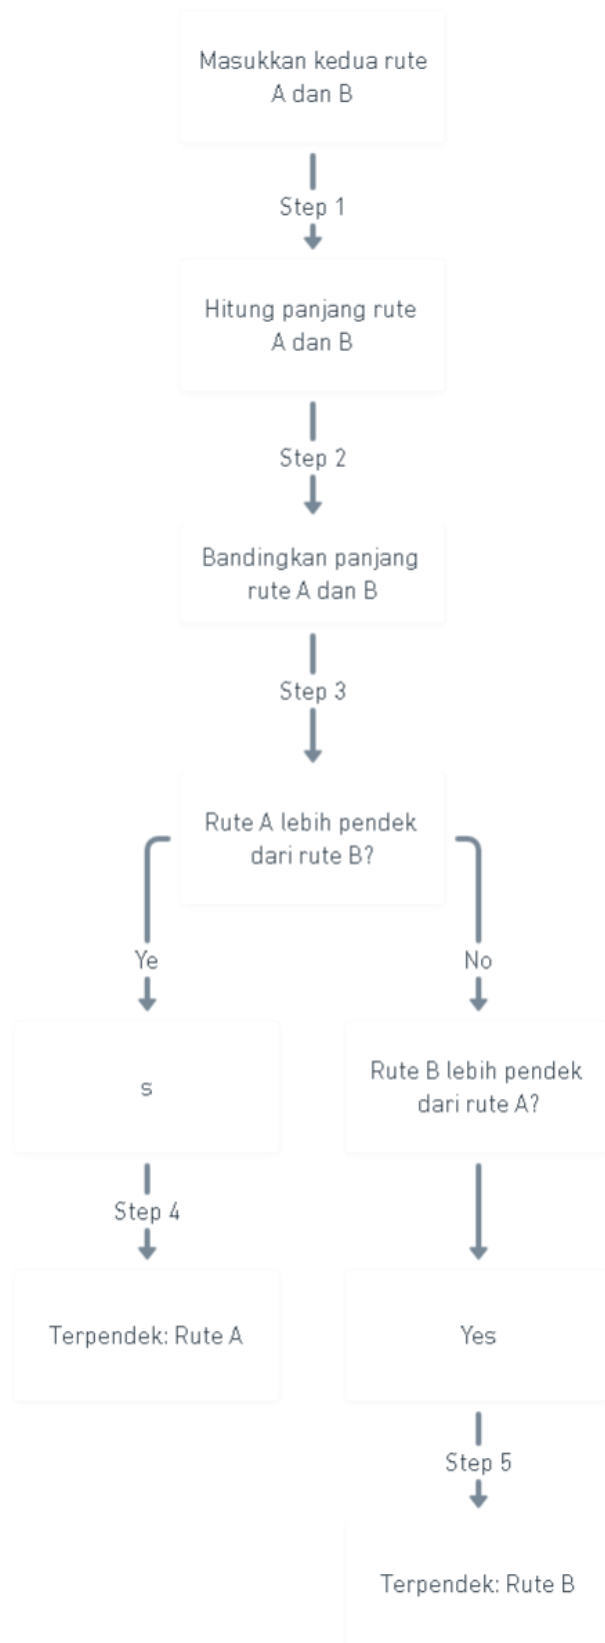 Masukkan kedua rute
A dan B
Step 1
Hitung panjang rute
A dan B
Step 2
Bandingkan panjang
rute A dan B
Step 3
Rute A lebih pendek
dari rute B?
Ye
No
s
Rute B lebih pendek
dari rute A?
Step 4
Terpendek: Rute A
Yes
Step 5
Terpendek: Rute B